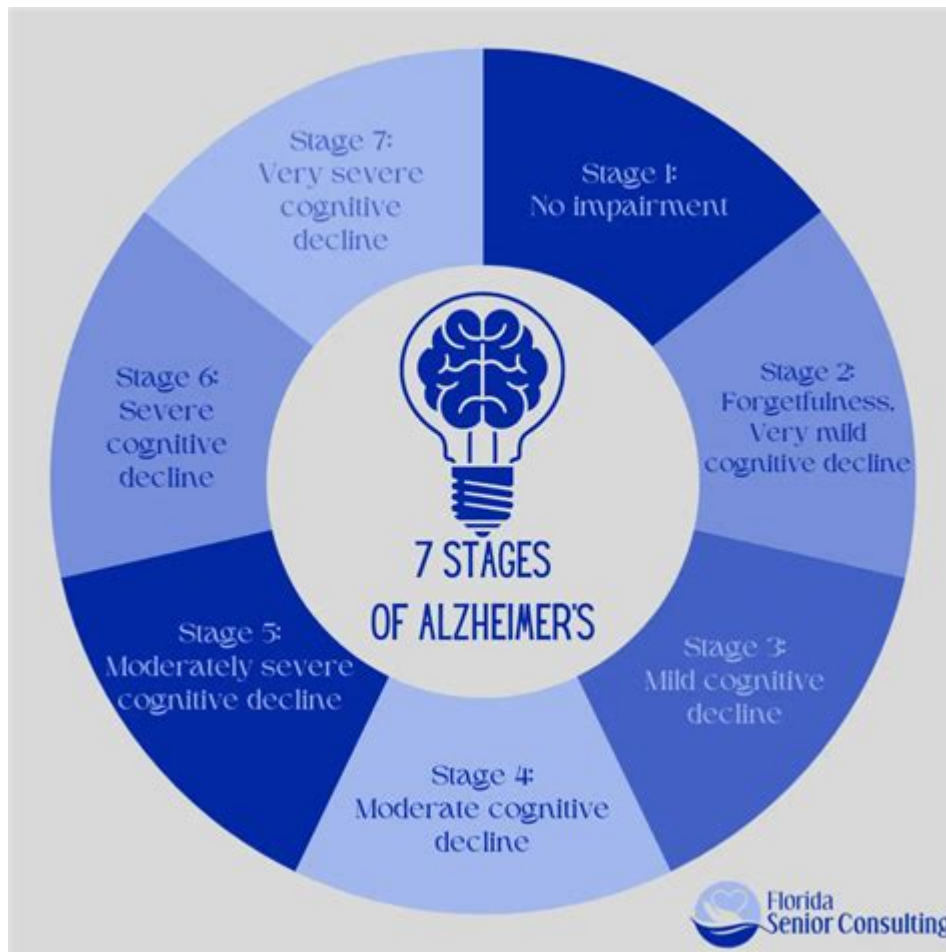 7 STAGES
OF ALZHEIMER'S
Stage 1:
No impairment
Stage 2:
Forgetfulness,
Very mild
cognitive decline
Stage 3:
Mild cognitive
decline
Stage 4:
Moderate cognitive
decline
Stage 5:
Moderately severe
cognitive decline
Stage 6:
Severe
cognitive
decline
Stage 7:
Very severe
cognitive
decline
Florida
Senior Consulting